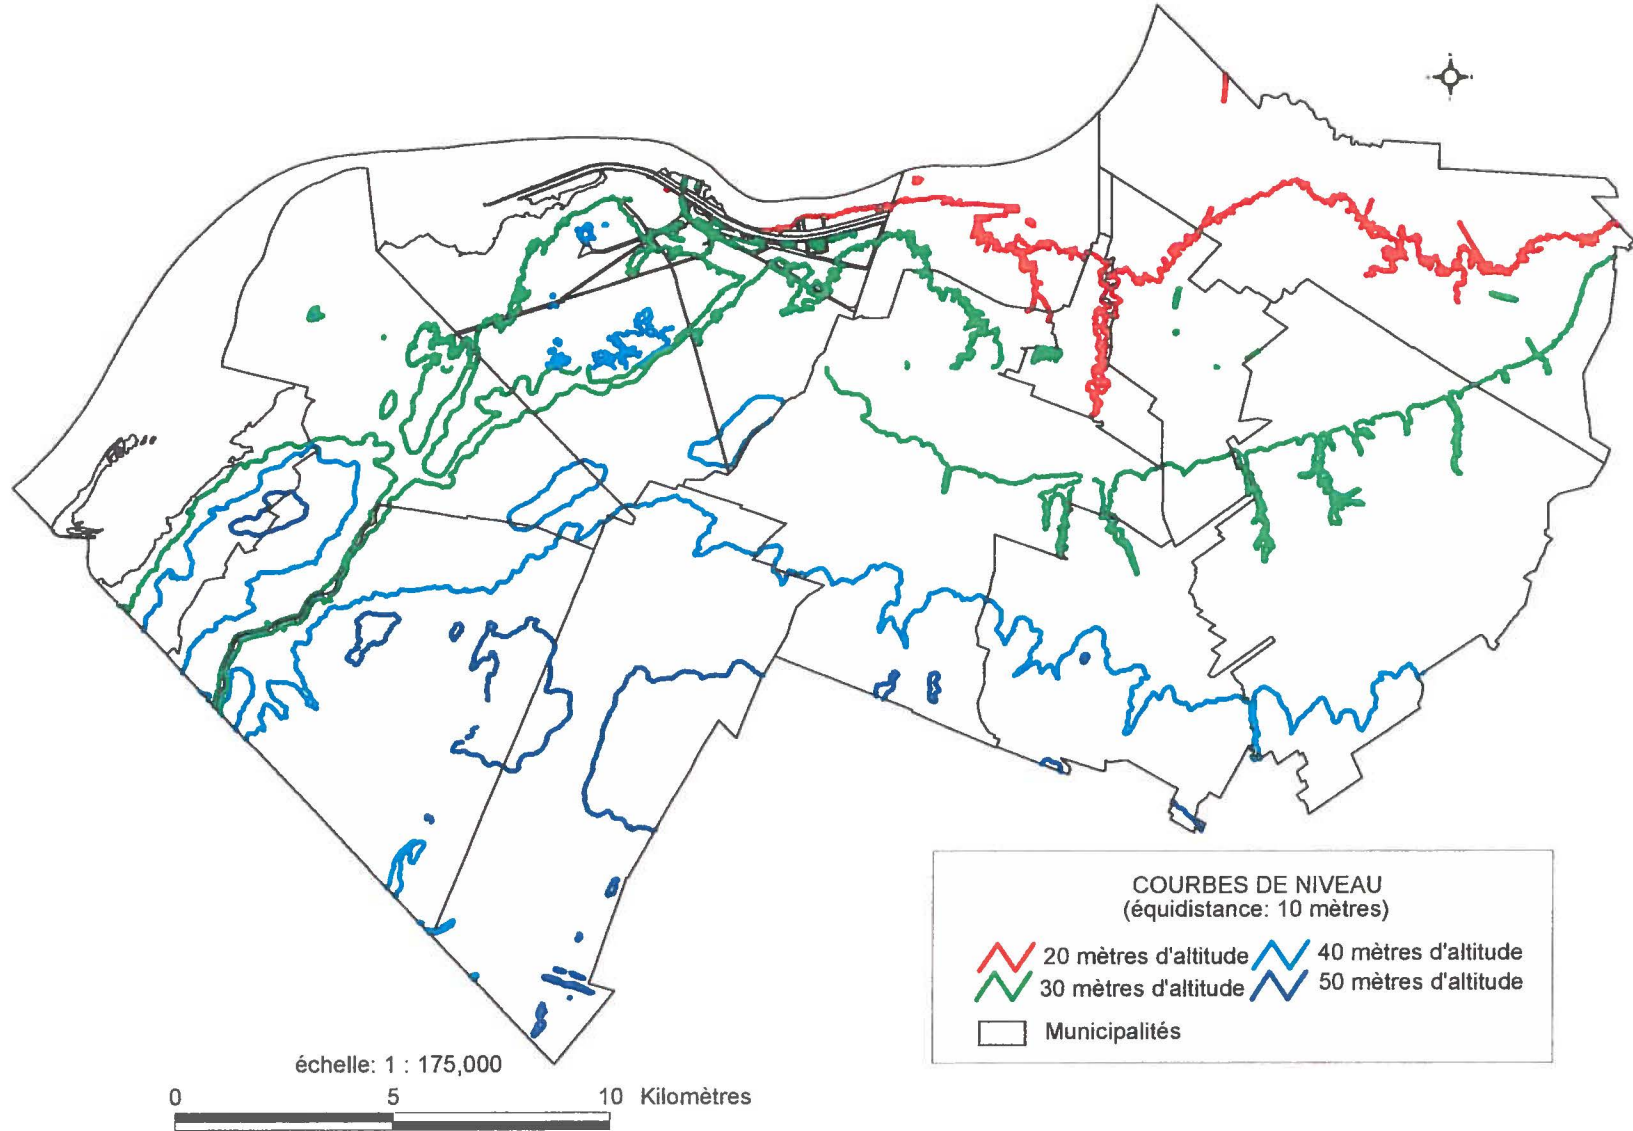 COURBES DE NIVEAU
(équidistance: 10 mètres)
20 mètres d'altitude
40 mètres d'altitude
30 mètres d'altitude
50 mètres d'altitude
Municipalités
échelle: 1 : 175,000
0 5 10 Kilomètres